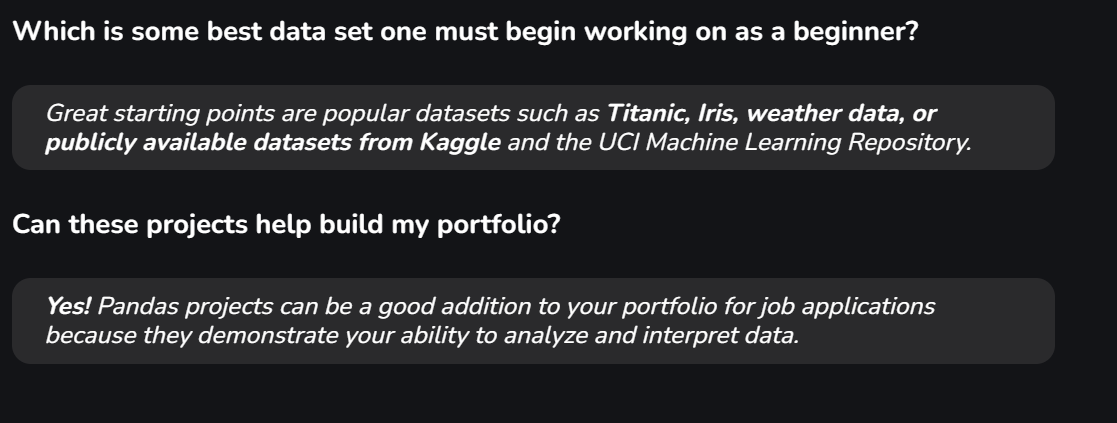 Which is some best data set one must begin working on as a beginner?
Great starting points are popular datasets such as Titanic, Iris, weather data, or
publicly available datasets from Kaggle and the UCI Machine Learning Repository.
Can these projects help build my portfolio?
Yes! Pandas projects can be a good addition to your portfolio for job applications
because they demonstrate your ability to analyze and interpret data.